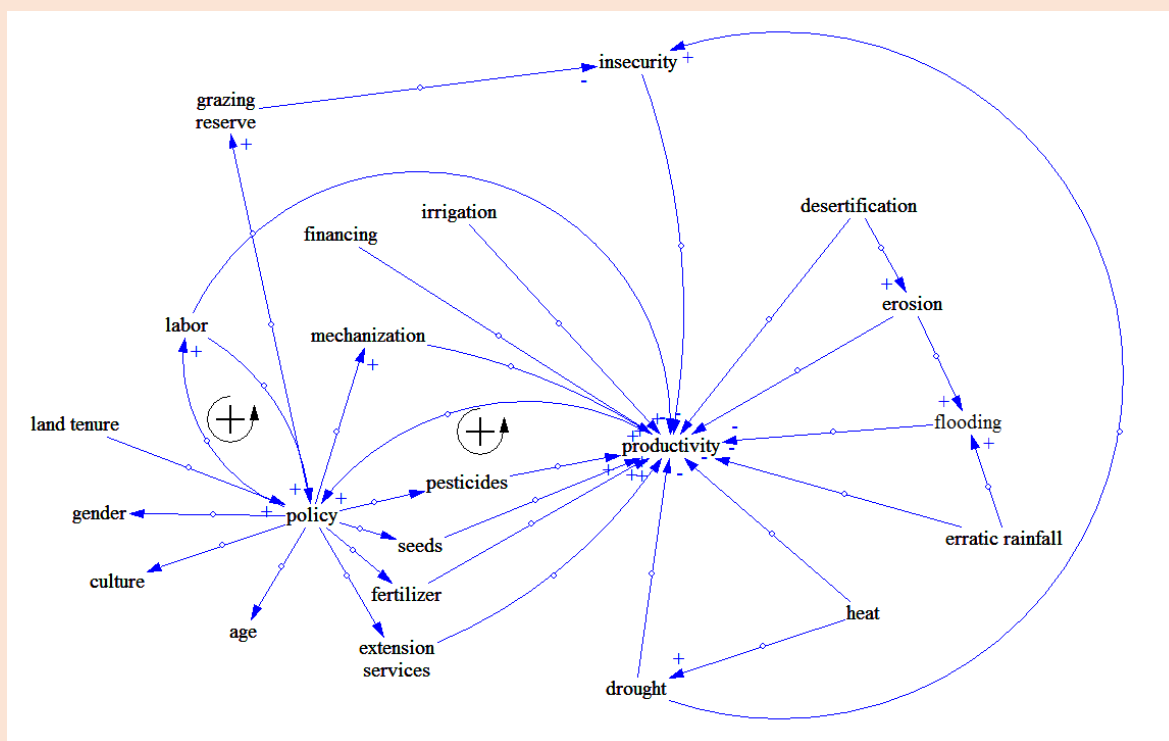 insecurity
grazing
reserve
irrigation
desertification
financing
erosion
labor
mechanization
land tenure
flooding
productivity
pesticides
gender
policy
seeds
erratic rainfall
culture
fertilizer
heat
age
extension
services
drought